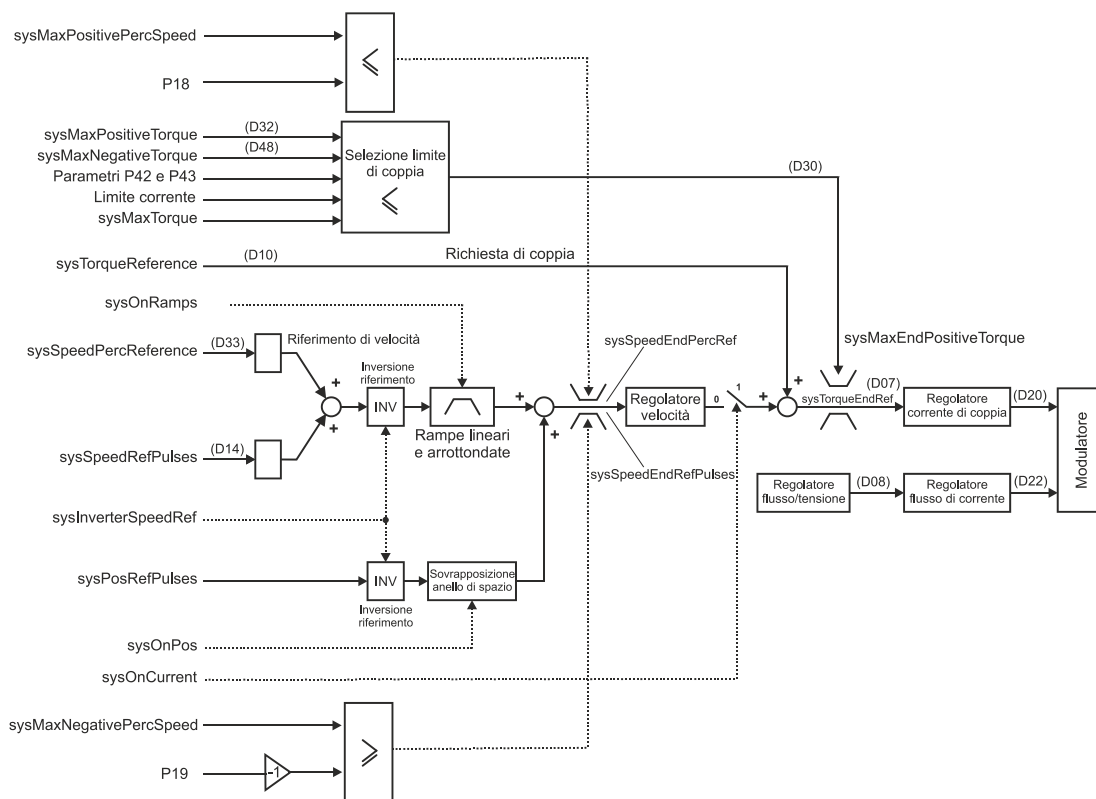 sysMaxPositivePercSpeed
P18
sysMaxPositiveTorque
(D32)
sysMaxNegativeTorque
(D48)
Parametri P42 e P43
Limite corrente
sysMaxTorque
Selezione limite
di coppia
(D30)
sysTorqueReference
(D10)
Richiesta di coppia
sysOnRamps
sysSpeedPercReference
(D33)
Riferimento di velocità
+
+
sysSpeedRefPulses
(D14)
Inversione
riferimento
INV
Rampe lineari
e arrottondate
+
+
sysSpeedEndPercRef
sysSpeedEndRefPulses
Regolatore
velocità
0
1
+
+
sysMaxEndPositiveTorque
sysTorqueEndRef
(D07)
Regolatore
corrente di coppia
(D20)
Modulatore
Regolatore
flusso/tensione
(D08)
Regolatore
flusso di corrente
(D22)
sysInverterSpeedRef
sysPosRefPulses
INV
Inversione
riferimento
Sovrapposizione
anello di spazio
sysOnPos
sysOnCurrent
sysMaxNegativePercSpeed
P19
-1